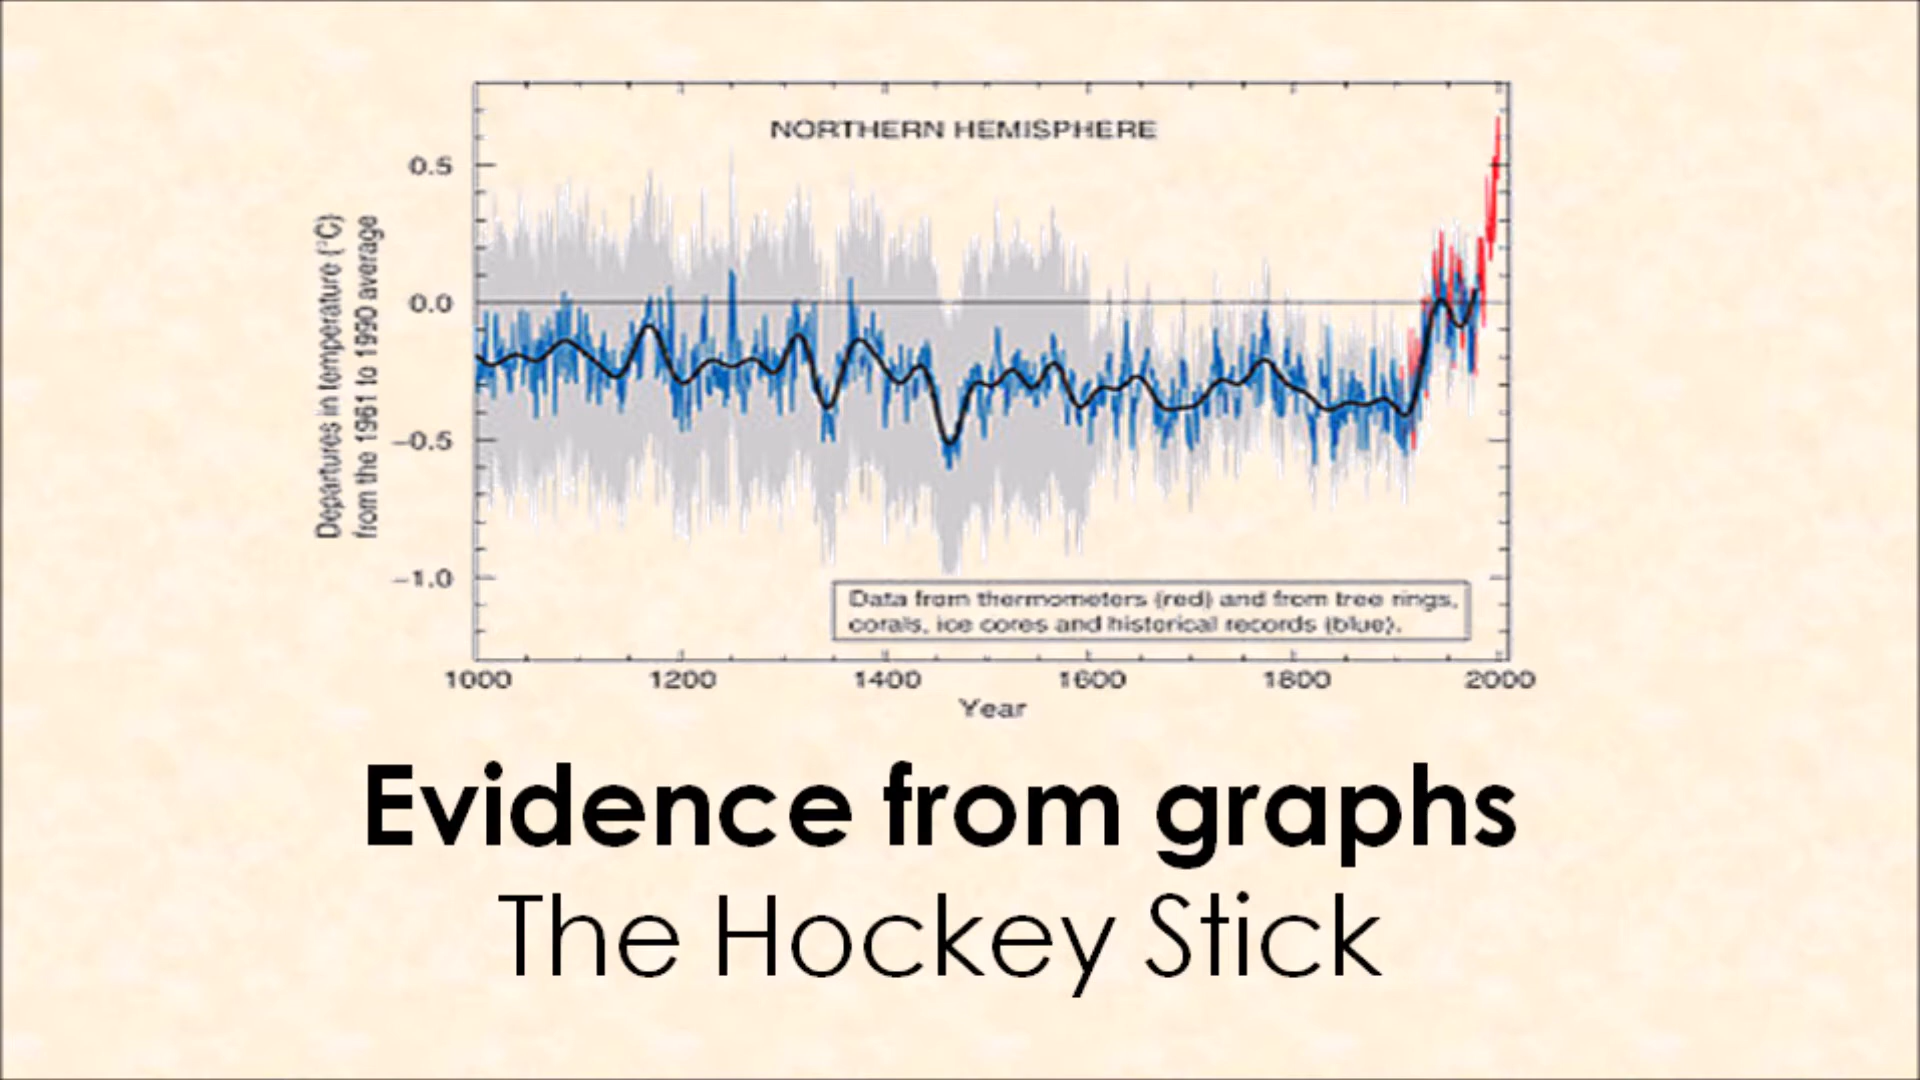 NORTHERN HEMISPHERE
0.5
0.0
−0.5
−1.0
Departures in temperature (°C)
from the 1961 to 1990 average
Data from thermometers (red) and from tree rings,
corals, ice cores and historical records (blue).
1000 1200 1400 1600 1800 2000
Year
Evidence from graphs
The Hockey Stick